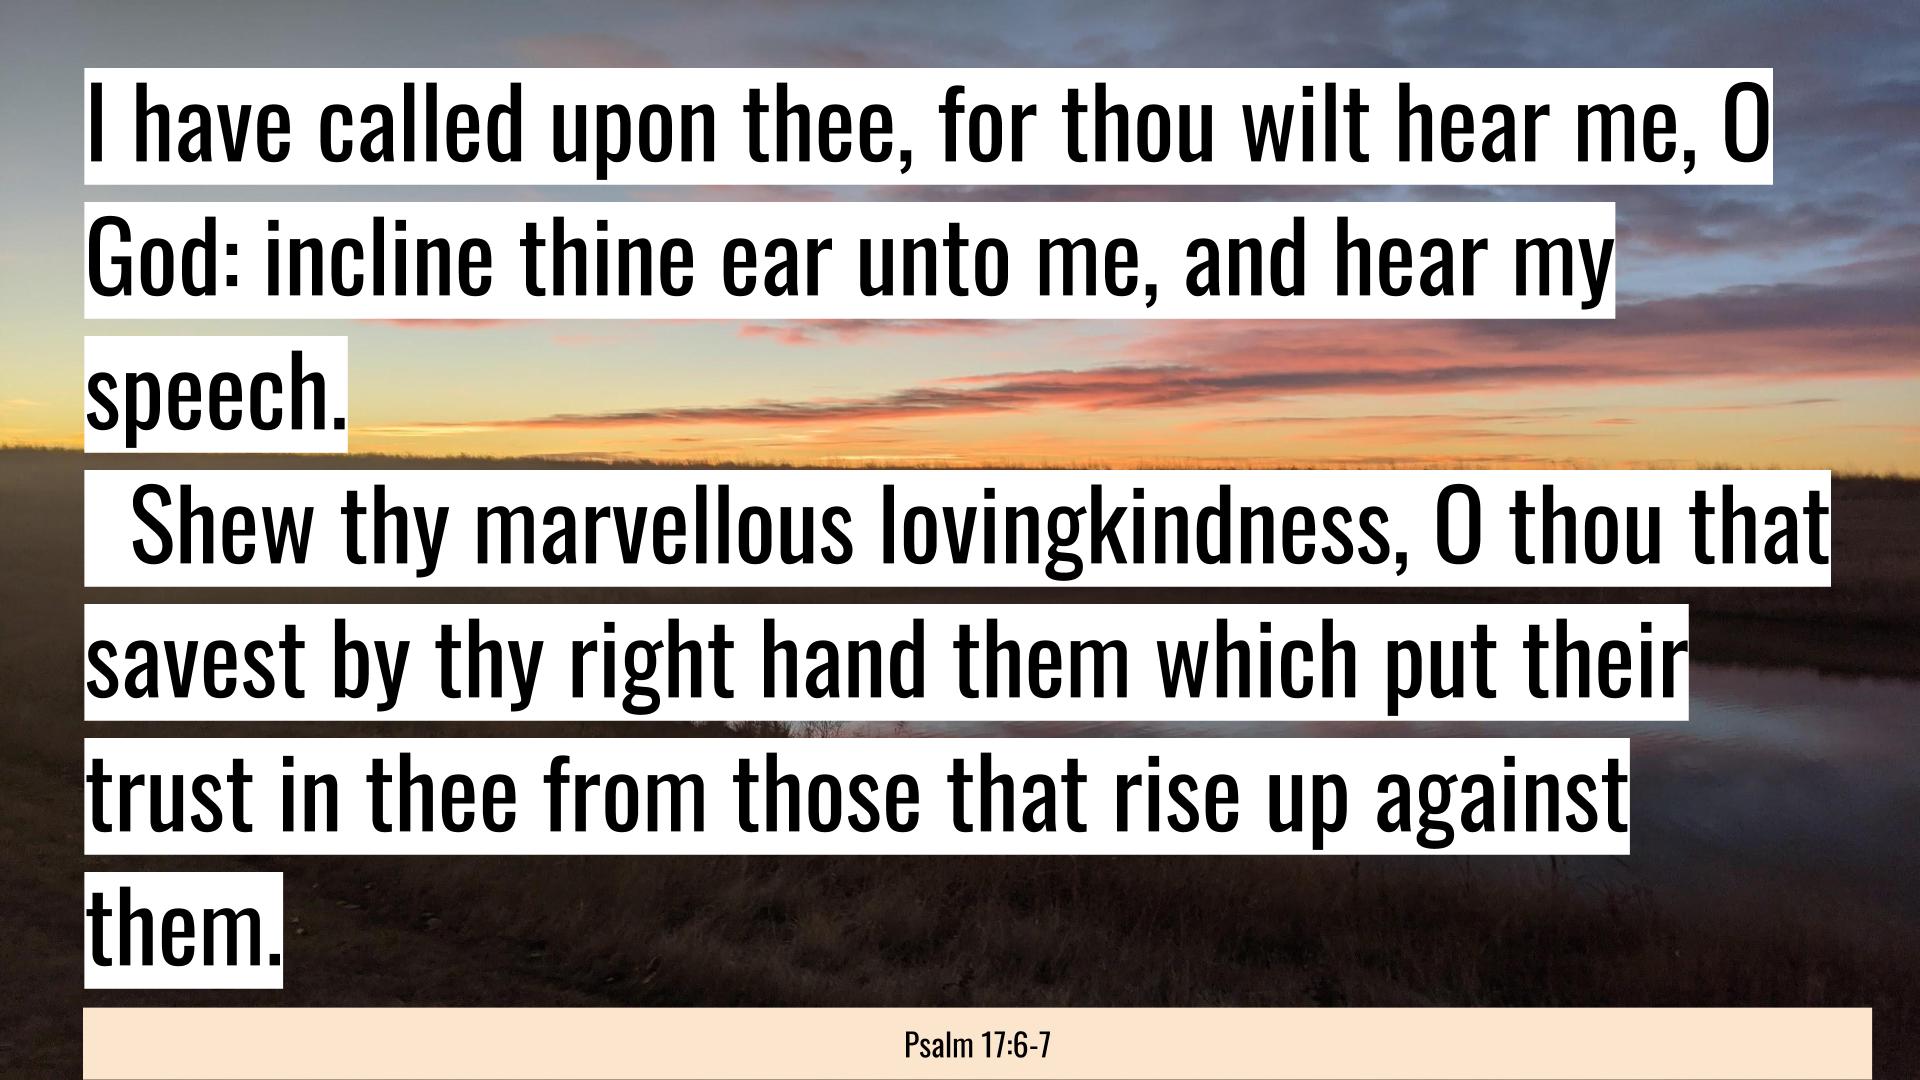 I have called upon thee, for thou wilt hear me, O
God: incline thine ear unto me, and hear my
speech.
Shew thy marvellous lovingkindness, O thou that
savest by thy right hand them which put their
trust in thee from those that rise up against
them.
Psalm 17:6-7